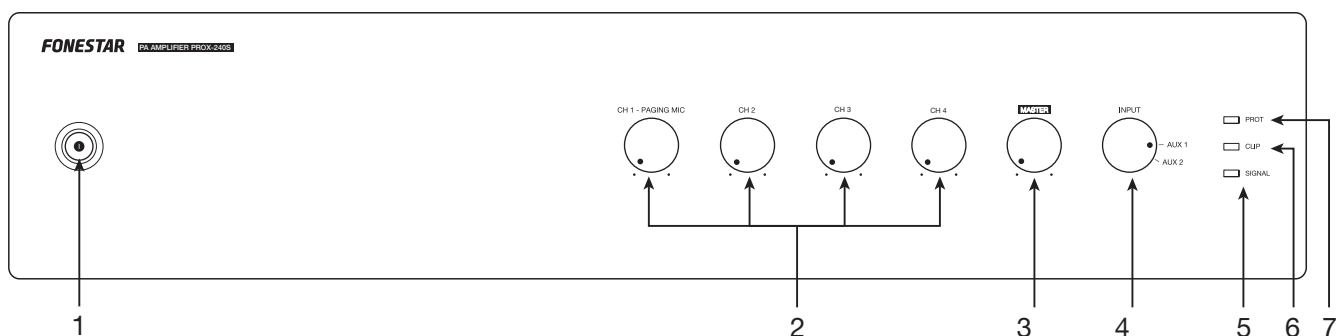 FONESTAR PA AMPLIFIER PROX-240S
CH 1 - PAGING MIC CH 2 CH 3 CH 4 MASTER INPUT
PROT
AUX 1
CLIP
AUX 2
SIGNAL
1 2 3 4 5 6 7